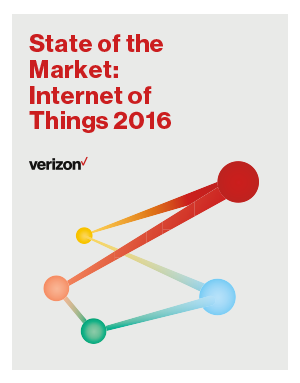 State of the
Market:
Internet of
Things 2016
verizon✓